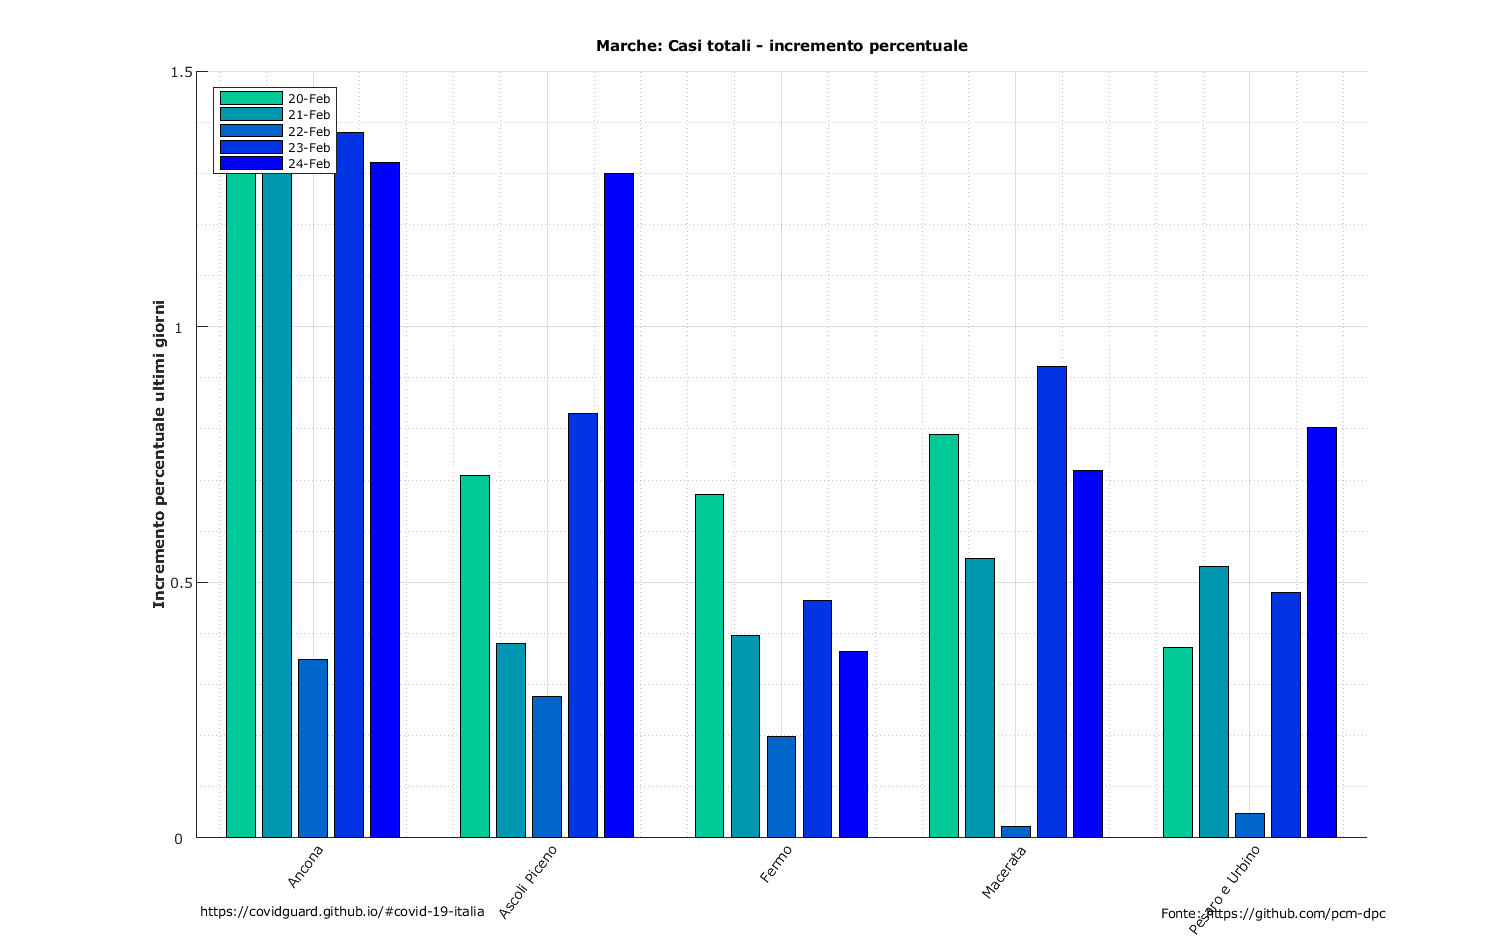 Marche: Casi totali - incremento percentuale
1.5
20-Feb
21-Feb
22-Feb
23-Feb
24-Feb
1
Incremento percentuale ultimi giorni
0.5
0
Ancona
Ascoli Piceno
Fermo
Macerata
Pesaro e Urbino
https://covidguard.github.io/#covid-19-italia
Fonte: https://github.com/pcm-dpc